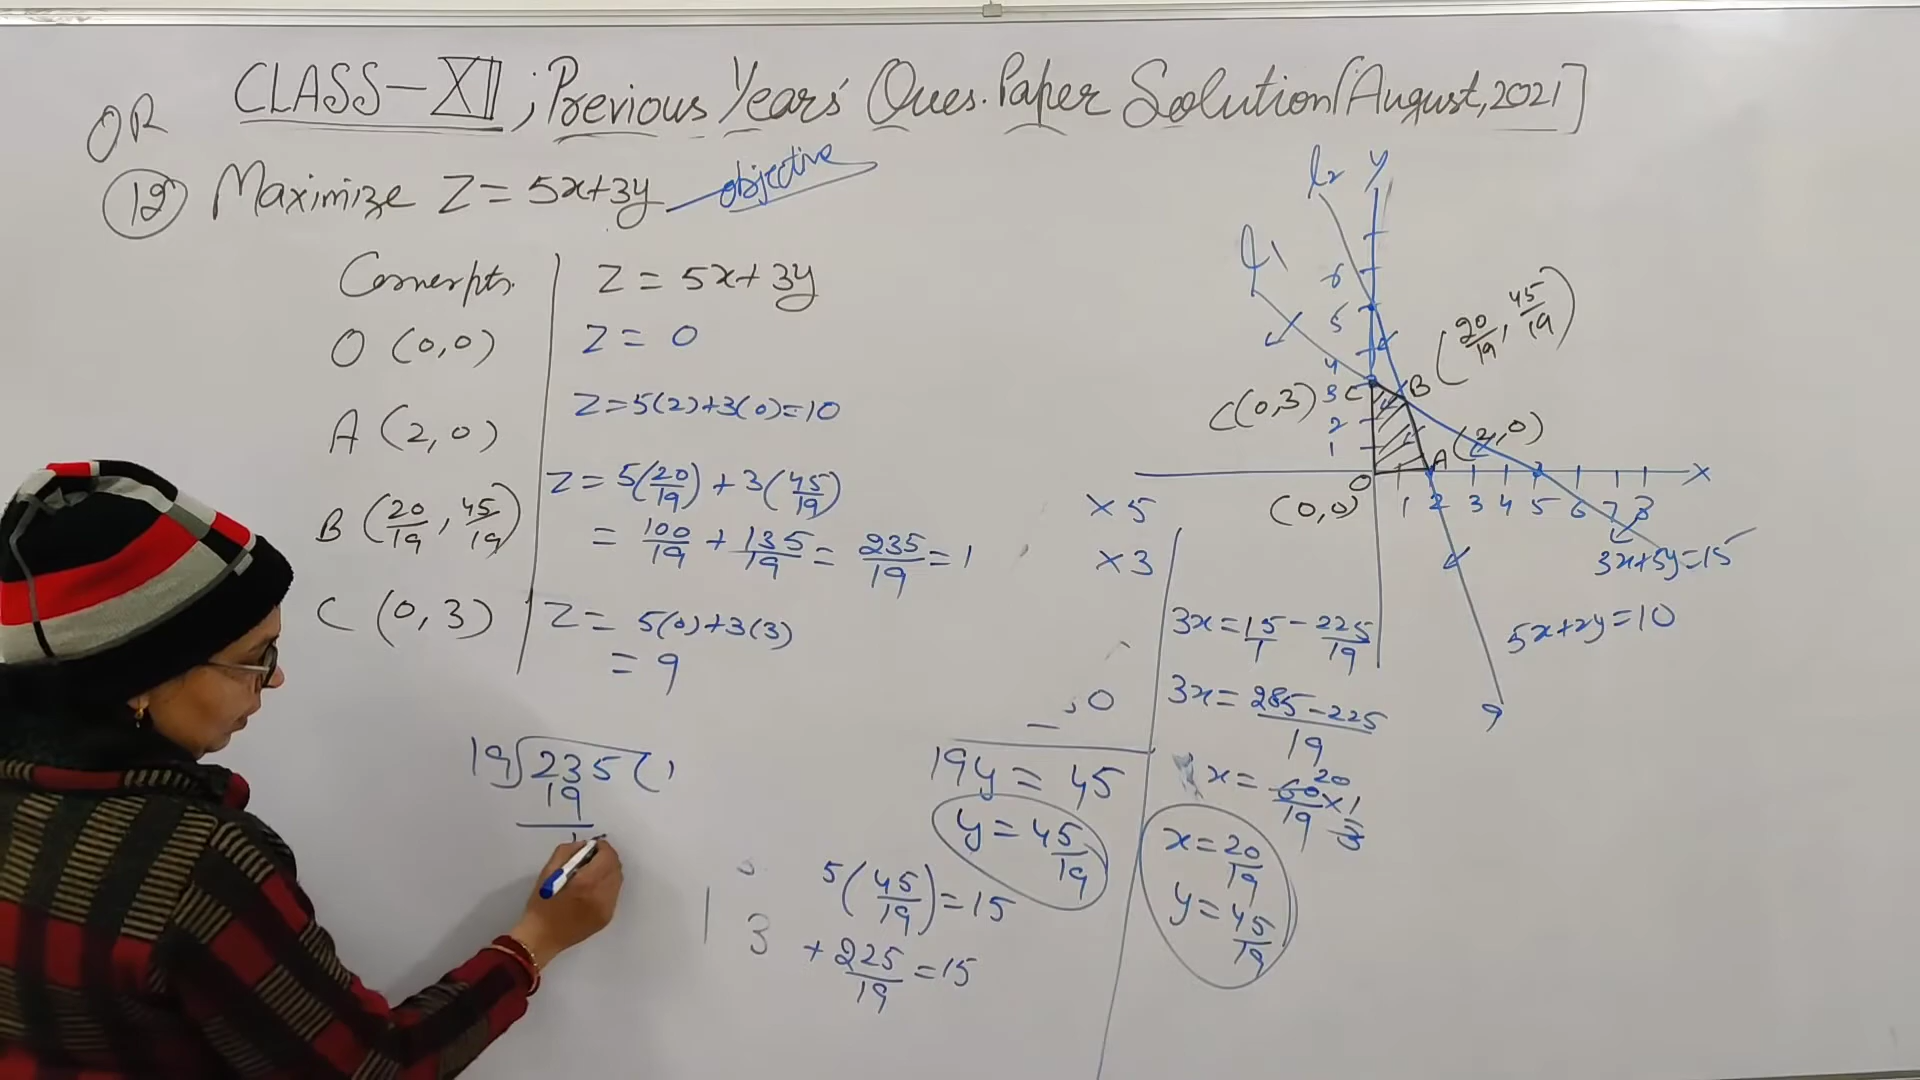 CLASS-XII; Previous Years' Ques. Paper Solution [August, 2021]
OR
12 Maximize Z = 5x+3y objective
Corner pts. Z = 5x+3y
O (0,0) Z = 0
A (2,0) Z = 5(2)+3(0)=10
B (20/19, 45/19) Z = 5(20/19) + 3(45/19)
= 100/19 + 135/19 = 235/19 = 1
C (0,3) Z = 5(0)+3(3)
= 9
19)235(1
19
1
l2 y
l1
6
5
4
3 C B (20/19, 45/19)
C(0,3)
2
1
A (2,0)
O x
(0,0) 1 2 3 4 5 6 7 8
3x+5y=15
5x+2y=10
×5
×3
, 0
19y = 45
y = 45/19
5(45/19) = 15
3 + 225/19 = 15
3x = 15/1 - 225/19
3x = 285-225/19
x = 60/19 × 1/3 20
x = 20/19
y = 45/19